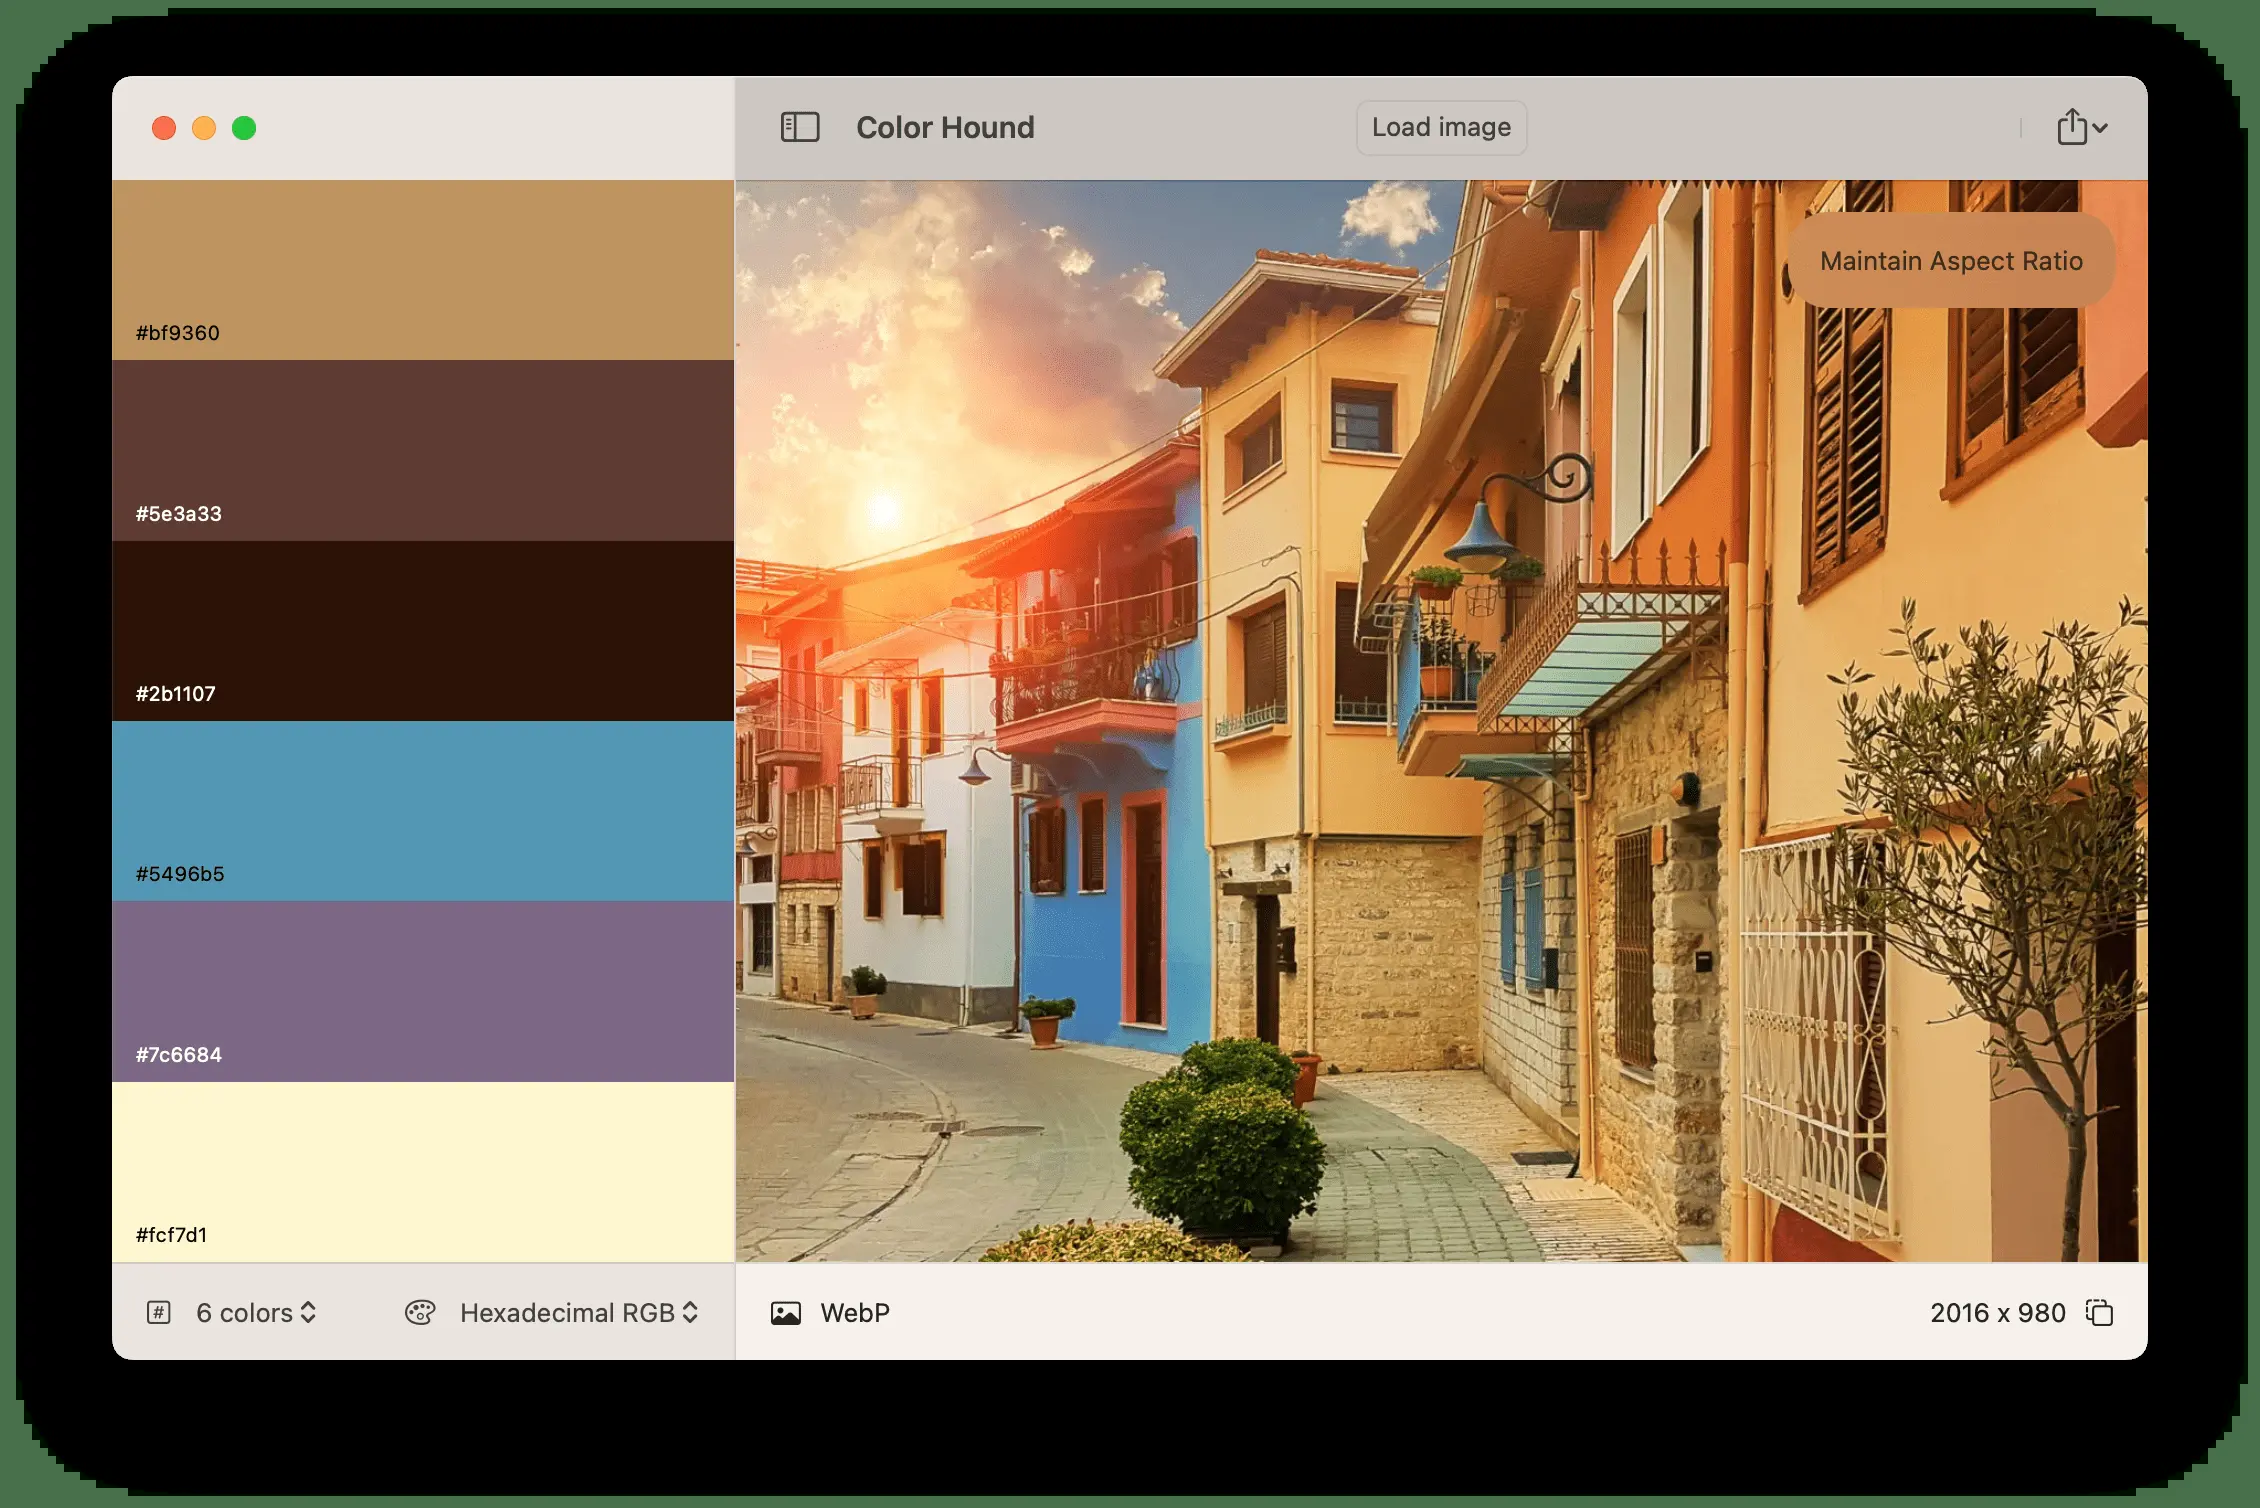 Color Hound
Load image
Maintain Aspect Ratio
#bf9360
#5e3a33
#2b1107
#5496b5
#7c6684
#fcf7d1
# 6 colors
Hexadecimal RGB
WebP
2016 x 980